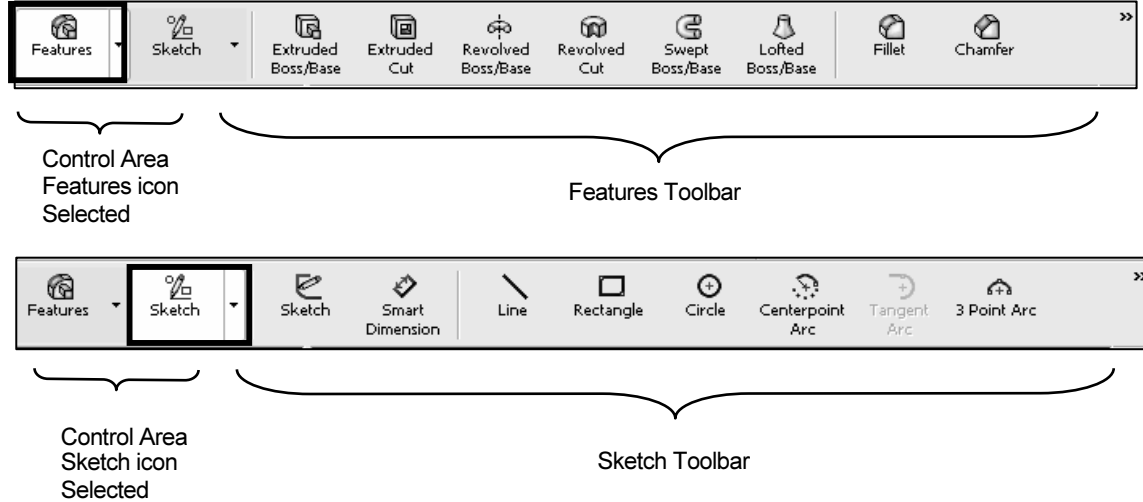 Features Sketch Extruded Boss/Base Extruded Cut Revolved Boss/Base Revolved Cut Swept Boss/Base Lofted Boss/Base Fillet Chamfer »
Control Area
Features icon
Selected
Features Toolbar
Features Sketch Sketch Smart Dimension Line Rectangle Circle Centerpoint Arc Tangent Arc 3 Point Arc »
Control Area
Sketch icon
Selected
Sketch Toolbar